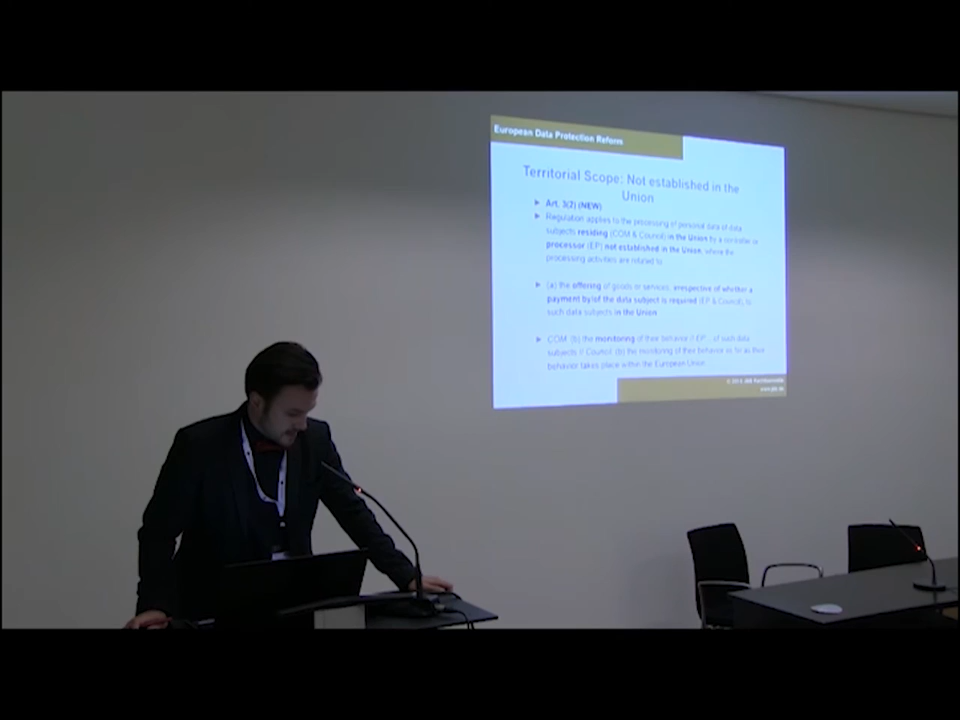 European Data Protection Reform
Territorial Scope: Not established in the
Union
Art. 3(2) (NEW)
Regulation applies to the processing of personal data of data
subjects residing (COM & Council) in the Union by a controller or
processor (EP) not established in the Union, where the
processing activities are related to
(a) the offering of goods or services, irrespective of whether a
payment by/of the data subject is required (EP & Council), to
such data subjects in the Union
COM (b) the monitoring of their behavior // EP... of such data
subjects // Council (b) the monitoring of their behavior as far as their
behavior takes place within the European Union